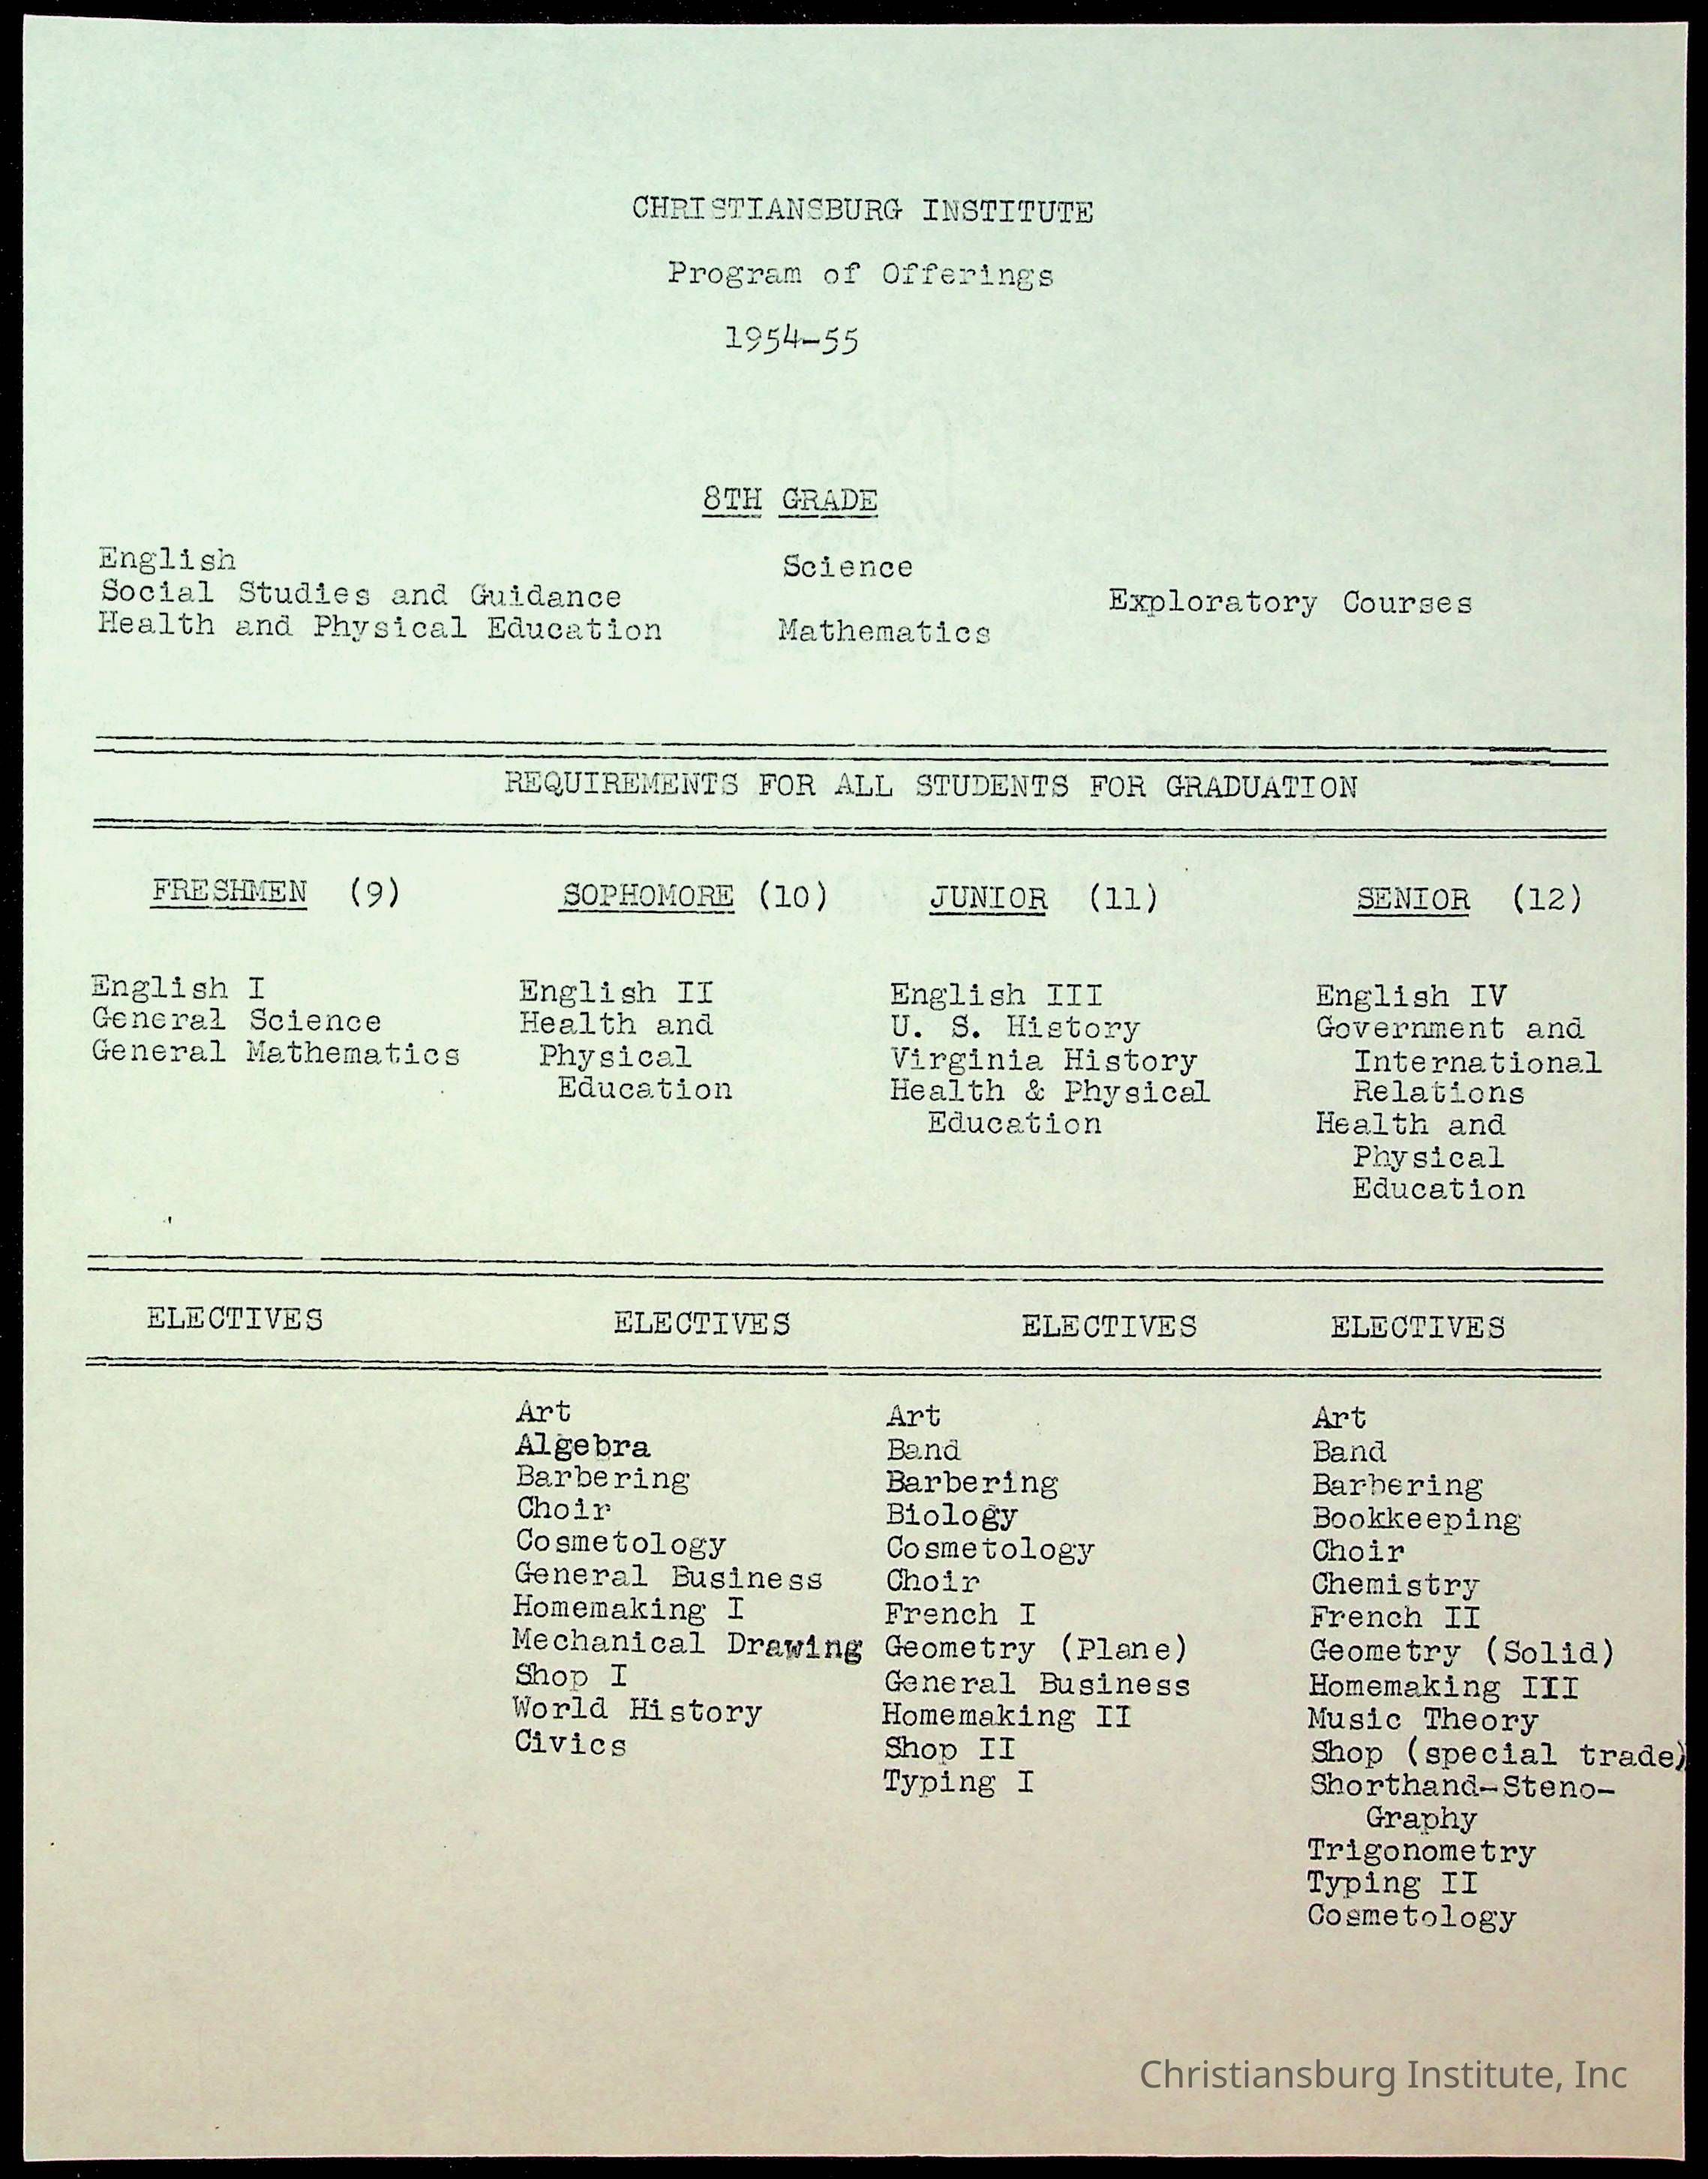 CHRISTIANSBURG INSTITUTE
Program of Offerings
1954-55
8TH GRADE
English
Social Studies and Guidance
Health and Physical Education
Science
Mathematics
Exploratory Courses
REQUIREMENTS FOR ALL STUDENTS FOR GRADUATION
FRESHMEN (9)
English I
General Science
General Mathematics
SOPHOMORE (10)
English II
Health and
Physical
Education
JUNIOR (11)
English III
U. S. History
Virginia History
Health & Physical
Education
SENIOR (12)
English IV
Government and
International
Relations
Health and
Physical
Education
ELECTIVES
ELECTIVES
Art
Algebra
Barbering
Choir
Cosmetology
General Business
Homemaking I
Mechanical Drawing
Shop I
World History
Civics
ELECTIVES
Art
Band
Barbering
Biology
Cosmetology
Choir
French I
Geometry (Plane)
General Business
Homemaking II
Shop II
Typing I
ELECTIVES
Art
Band
Barbering
Bookkeeping
Choir
Chemistry
French II
Geometry (Solid)
Homemaking III
Music Theory
Shop (special trade)
Shorthand-Steno-
Graphy
Trigonometry
Typing II
Cosmetology
Christiansburg Institute, Inc